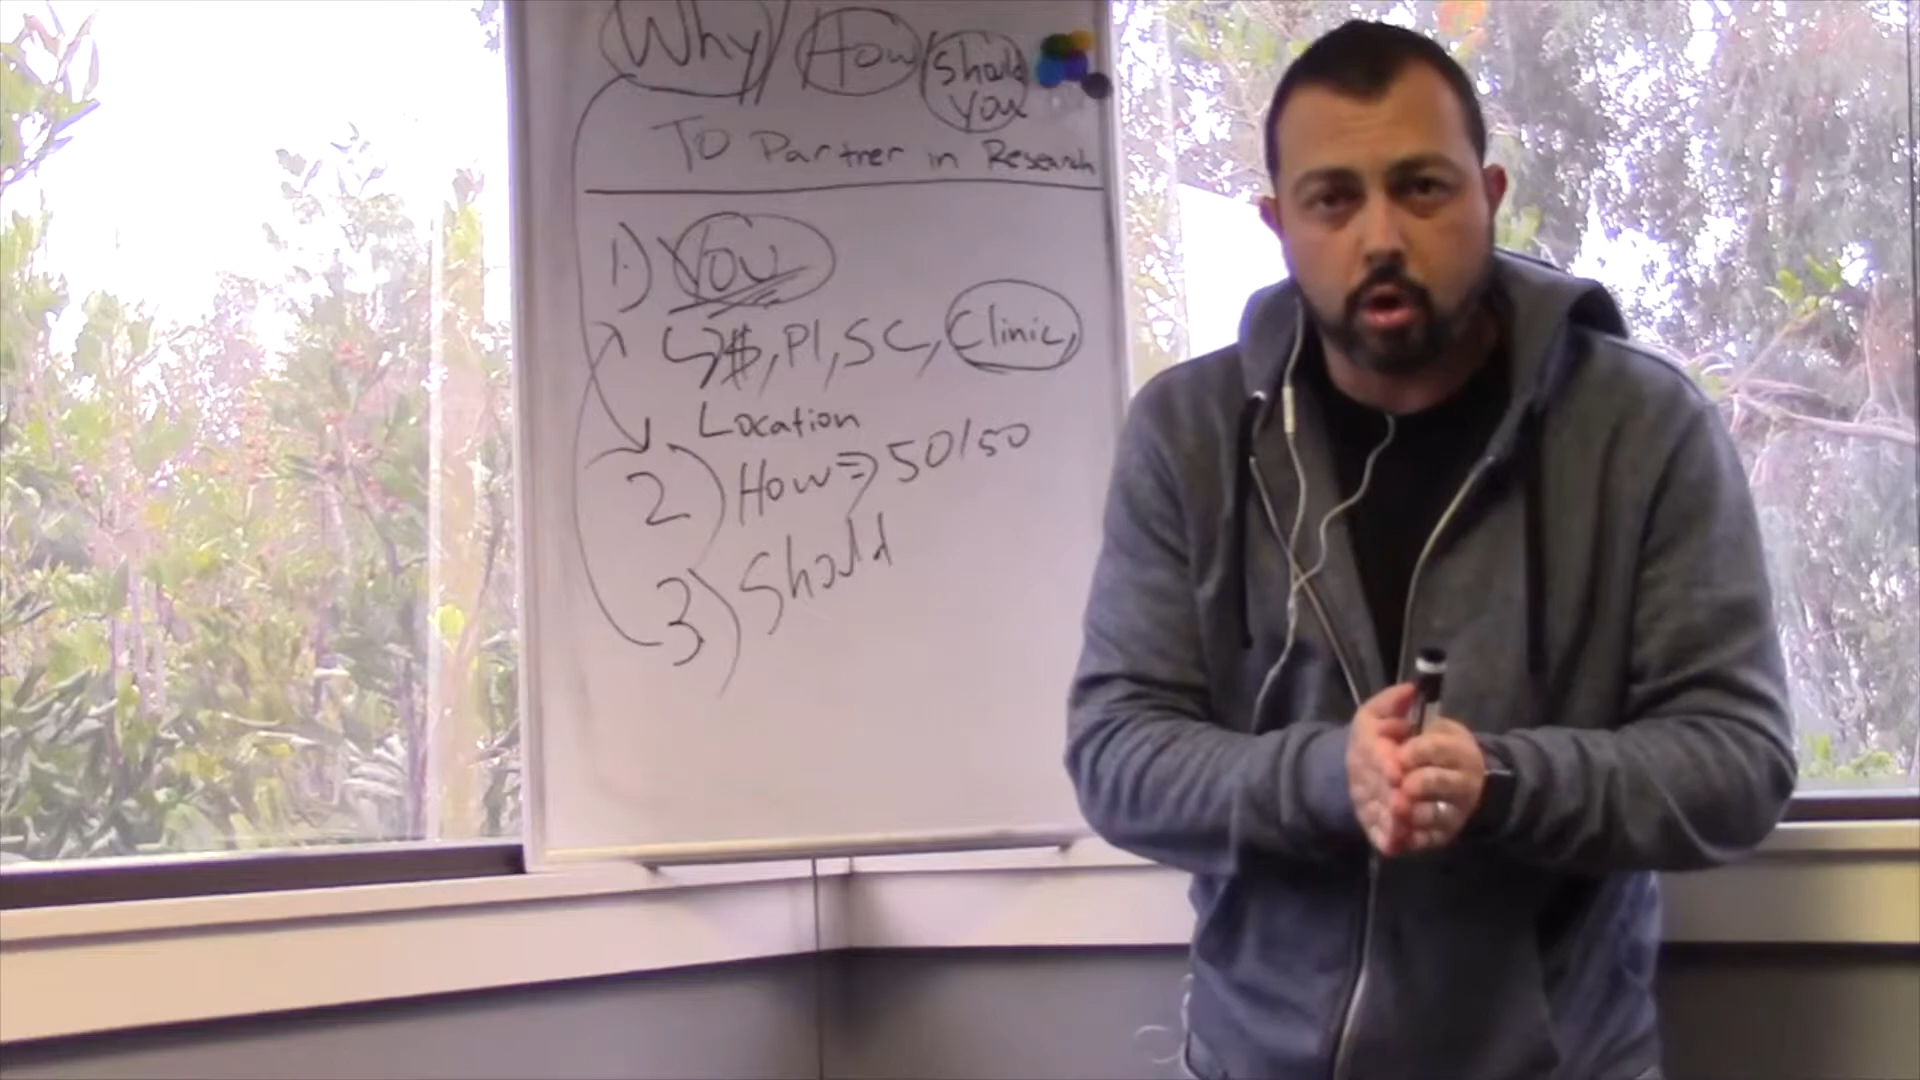 Why / How / Should
you
To Partner in Research
1.) You
↳ $, PI, SC, Clinic,
Location
2) How ⇒ 50/50
3) Should